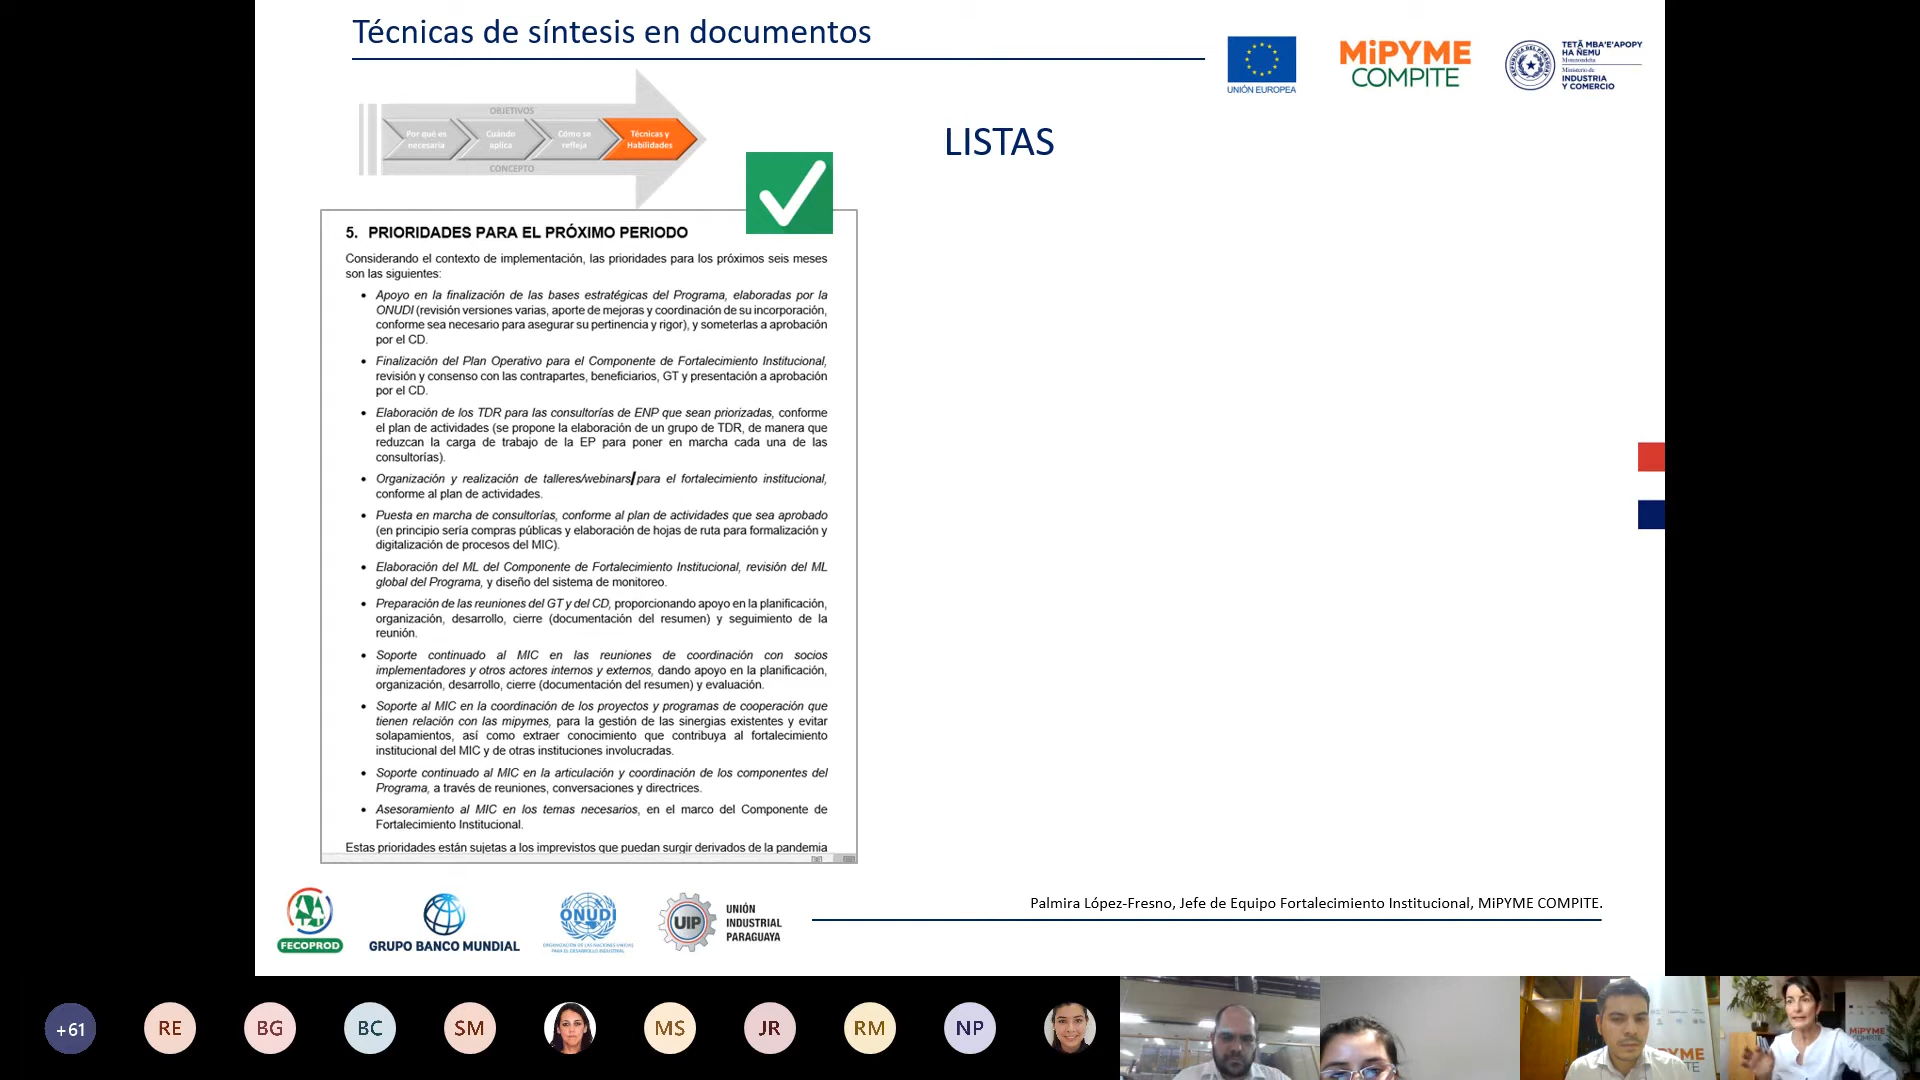 Técnicas de síntesis en documentos
UNIÓN EUROPEA
MiPYME
COMPITE
TETÃ MBA'E'APOPY
HA ÑEMU
Ministerio de
INDUSTRIA
Y COMERCIO
OBJETIVOS
Por qué es
necesaria
Cuándo
aplica
Cómo se
refleja
Técnicas y
Habilidades
CONCEPTO
LISTAS
5. PRIORIDADES PARA EL PRÓXIMO PERIODO
Considerando el contexto de implementación, las prioridades para los próximos seis meses
son las siguientes:
• Apoyo en la finalización de las bases estratégicas del Programa, elaboradas por la
ONUDI (revisión versiones varias, aporte de mejoras y coordinación de su incorporación,
conforme sea necesario para asegurar su pertinencia y rigor), y someterlas a aprobación
por el CD.
• Finalización del Plan Operativo para el Componente de Fortalecimiento Institucional,
revisión y consenso con las contrapartes, beneficiarios, GT y presentación a aprobación
por el CD.
• Elaboración de los TDR para las consultorías de ENP que sean priorizadas, conforme
el plan de actividades (se propone la elaboración de un grupo de TDR, de manera que
reduzcan la carga de trabajo de la EP para poner en marcha cada una de las
consultorías).
• Organización y realización de talleres/webinars/para el fortalecimiento institucional,
conforme al plan de actividades.
• Puesta en marcha de consultorías, conforme al plan de actividades que sea aprobado
(en principio sería compras públicas y elaboración de hojas de ruta para formalización y
digitalización de procesos del MIC).
• Elaboración del ML del Componente de Fortalecimiento Institucional, revisión del ML
global del Programa, y diseño del sistema de monitoreo.
• Preparación de las reuniones del GT y del CD, proporcionando apoyo en la planificación,
organización, desarrollo, cierre (documentación del resumen) y seguimiento de la
reunión.
• Soporte continuado al MIC en las reuniones de coordinación con socios
implementadores y otros actores internos y externos, dando apoyo en la planificación,
organización, desarrollo, cierre (documentación del resumen) y evaluación.
• Soporte al MIC en la coordinación de los proyectos y programas de cooperación que
tienen relación con las mipymes, para la gestión de las sinergias existentes y evitar
solapamientos, así como extraer conocimiento que contribuya al fortalecimiento
institucional del MIC y de otras instituciones involucradas.
• Soporte continuado al MIC en la articulación y coordinación de los componentes del
Programa, a través de reuniones, conversaciones y directrices.
• Asesoramiento al MIC en los temas necesarios, en el marco del Componente de
Fortalecimiento Institucional.
Estas prioridades están sujetas a los imprevistos que puedan surgir derivados de la pandemia
Palmira López-Fresno, Jefe de Equipo Fortalecimiento Institucional, MiPYME COMPITE.
FECOPROD
GRUPO BANCO MUNDIAL
ONUDI
ORGANIZACIÓN DE LAS NACIONES UNIDAS
PARA EL DESARROLLO INDUSTRIAL
UIP
UNIÓN
INDUSTRIAL
PARAGUAYA
+61
RE
BG
BC
SM
MS
JR
RM
NP